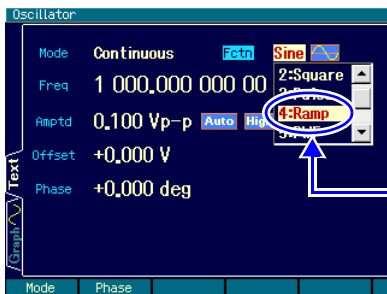 Oscillator
Mode Continuous Fctn Sine
2:Square
Freq 1 000.000 000 00
4:Ramp
Amptd 0.100 Vp-p Auto
Offset +0.000 V
Phase +0.000 deg
Text
Graph
Mode Phase